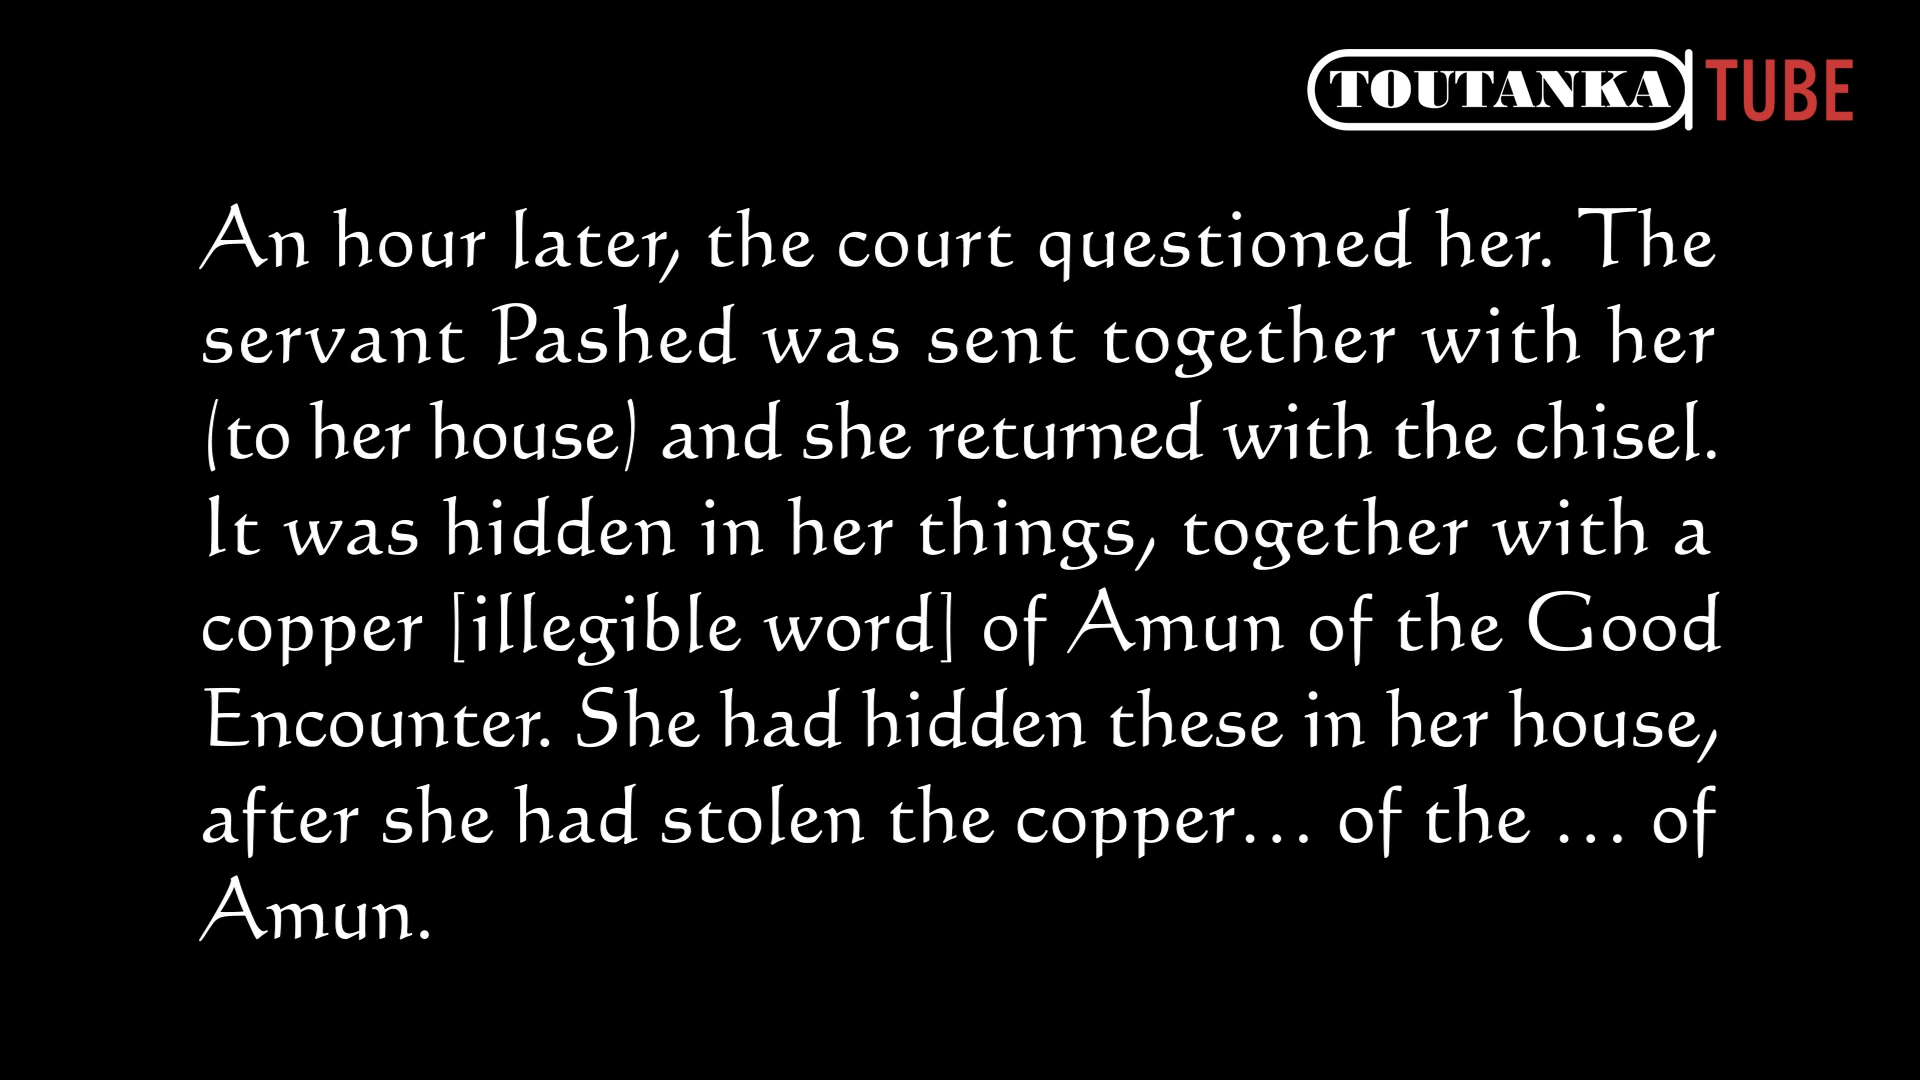 TOUTANKA TUBE
An hour later, the court questioned her. The
servant Pashed was sent together with her
(to her house) and she returned with the chisel.
It was hidden in her things, together with a
copper [illegible word] of Amun of the Good
Encounter. She had hidden these in her house,
after she had stolen the copper... of the ... of
Amun.